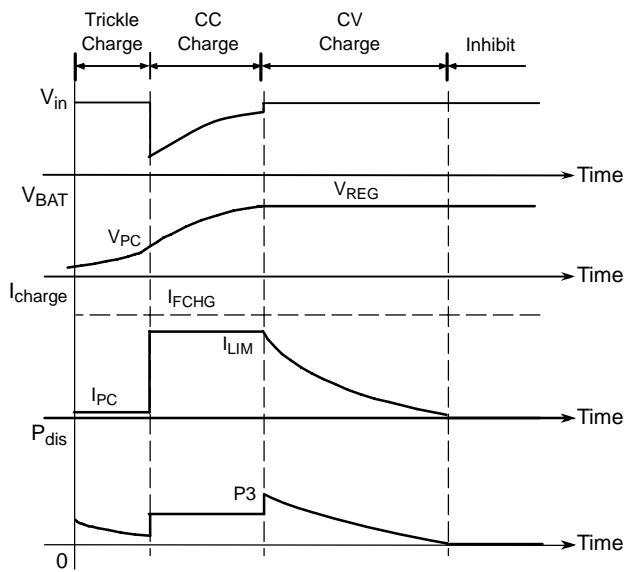 Trickle Charge
CC Charge
CV Charge
Inhibit
Vin
Time
VBAT
VREG
VPC
Time
Icharge
IFCHG
ILIM
IPC
Time
Pdis
P3
Time
0